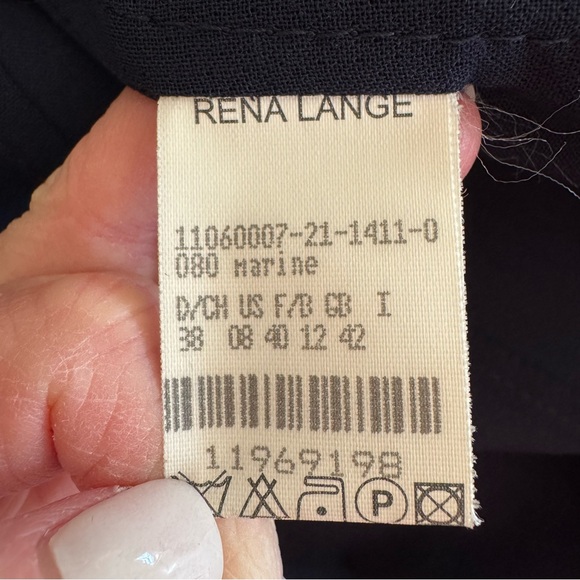 RENA LANGE
11060007-21-1411-0
080 marine
D/CH US F/B GB I
38 08 40 12 42
11969198
P